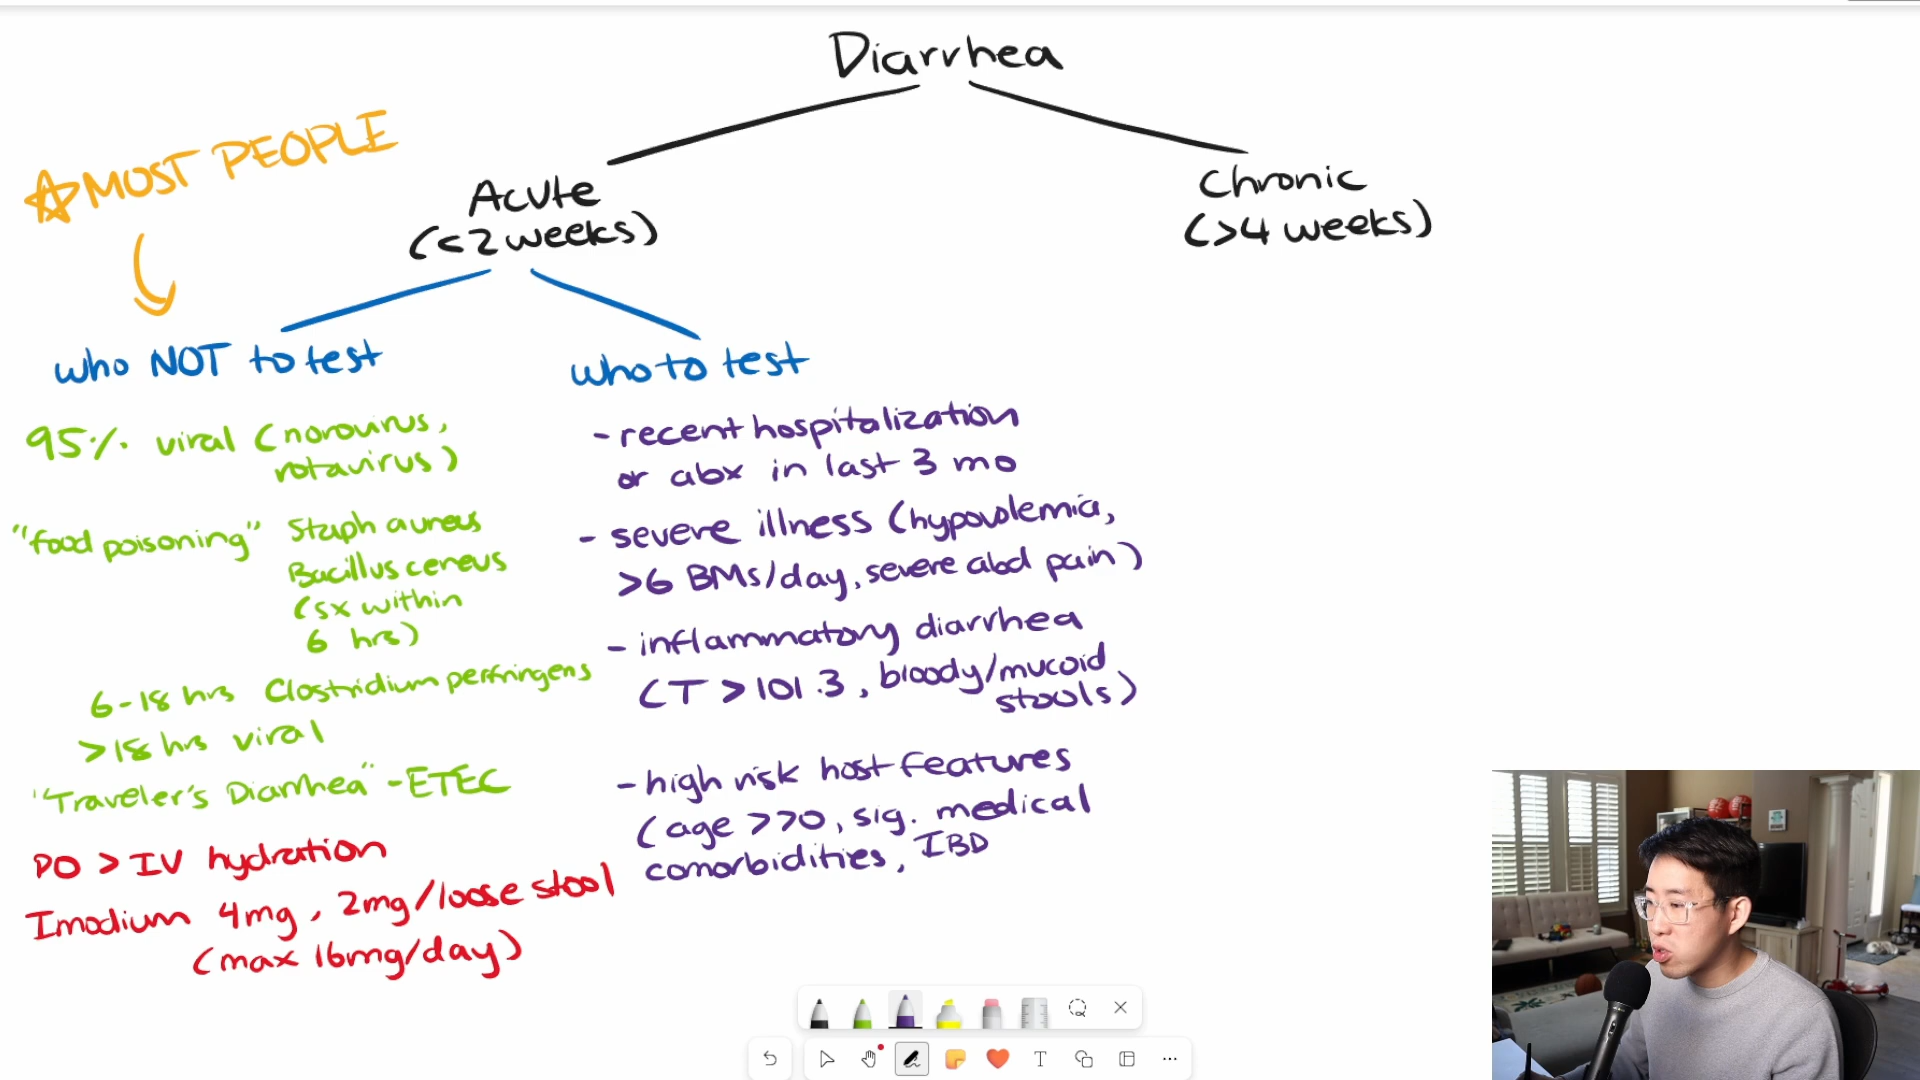 Diarrhea
☆ MOST PEOPLE
Acute
(<2 weeks)
Chronic
(>4 weeks)
who NOT to test
95% viral (norovirus,
rotavirus)
"food poisoning" Staph aureus
Bacillus cereus
(sx within
6 hrs)
6-18 hrs Clostridium perfringens
>18 hrs viral
"Traveler's Diarrhea" - ETEC
PO > IV hydration
Imodium 4mg, 2mg/loose stool
(max 16mg/day)
who to test
- recent hospitalization
or abx in last 3 mo
- severe illness (hypovolemia,
>6 BMs/day, severe abd pain)
- inflammatory diarrhea
(T > 101.3, bloody/mucoid
stools)
- high risk host features
(age >70, sig. medical
comorbidities, IBD
T